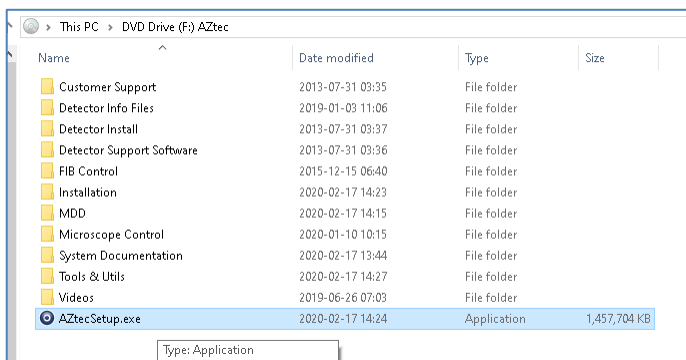 This PC > DVD Drive (F:) AZtec
Name Date modified Type Size
Customer Support 2013-07-31 03:35 File folder
Detector Info Files 2019-01-03 11:06 File folder
Detector Install 2013-07-31 03:37 File folder
Detector Support Software 2013-07-31 03:36 File folder
FIB Control 2015-12-15 06:40 File folder
Installation 2020-02-17 14:23 File folder
MDD 2020-02-17 14:15 File folder
Microscope Control 2020-01-10 10:15 File folder
System Documentation 2020-02-17 13:44 File folder
Tools & Utils 2020-02-17 14:27 File folder
Videos 2019-06-26 07:03 File folder
AZtecSetup.exe 2020-02-17 14:24 Application 1,457,704 KB
Type: Application